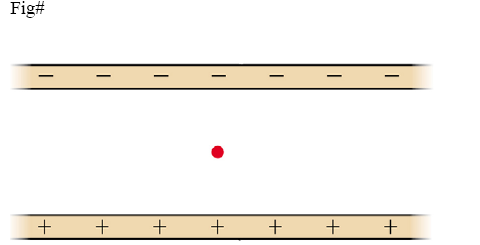 Fig#
− − − − − − −
+ + + + + + +